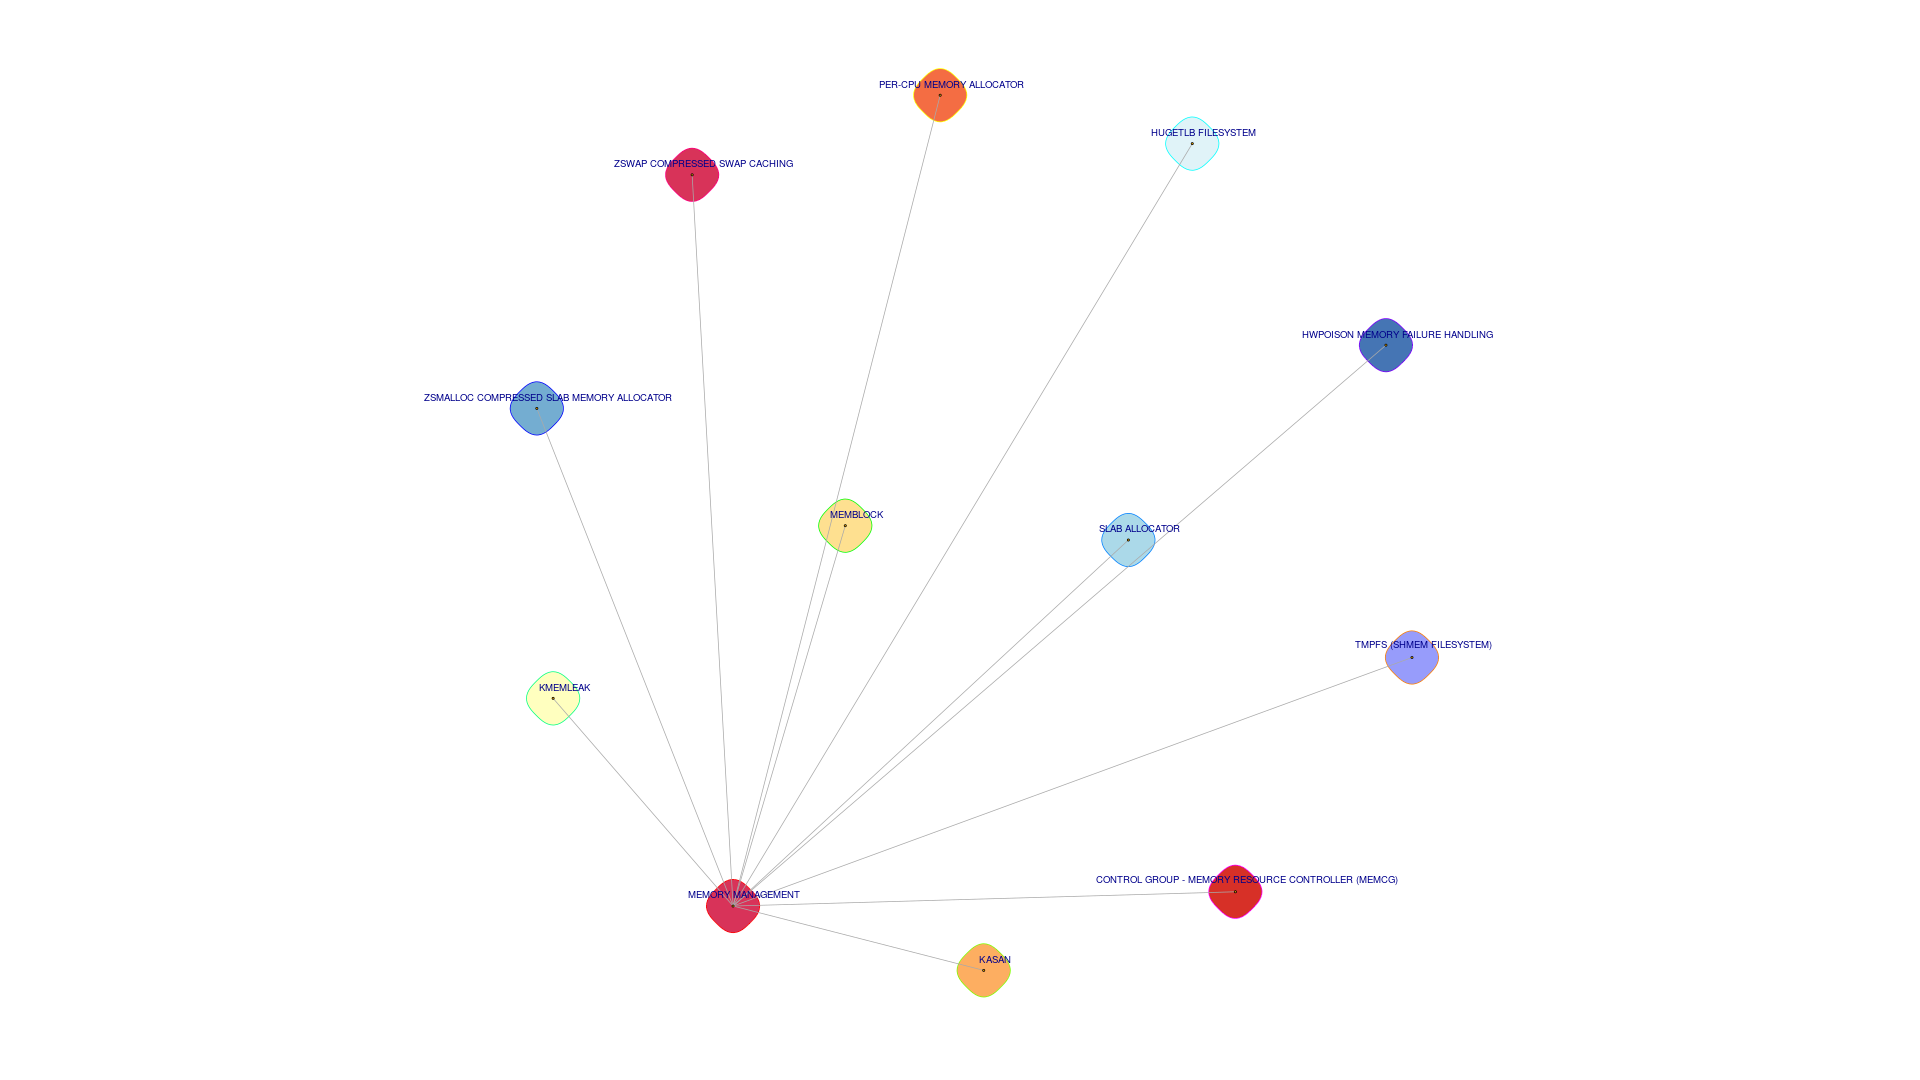 PER-CPU MEMORY ALLOCATOR
HUGETLB FILESYSTEM
ZSWAP COMPRESSED SWAP CACHING
HWPOISON MEMORY FAILURE HANDLING
ZSMALLOC COMPRESSED SLAB MEMORY ALLOCATOR
MEMBLOCK
SLAB ALLOCATOR
TMPFS (SHMEM FILESYSTEM)
KMEMLEAK
CONTROL GROUP - MEMORY RESOURCE CONTROLLER (MEMCG)
MEMORY MANAGEMENT
KASAN